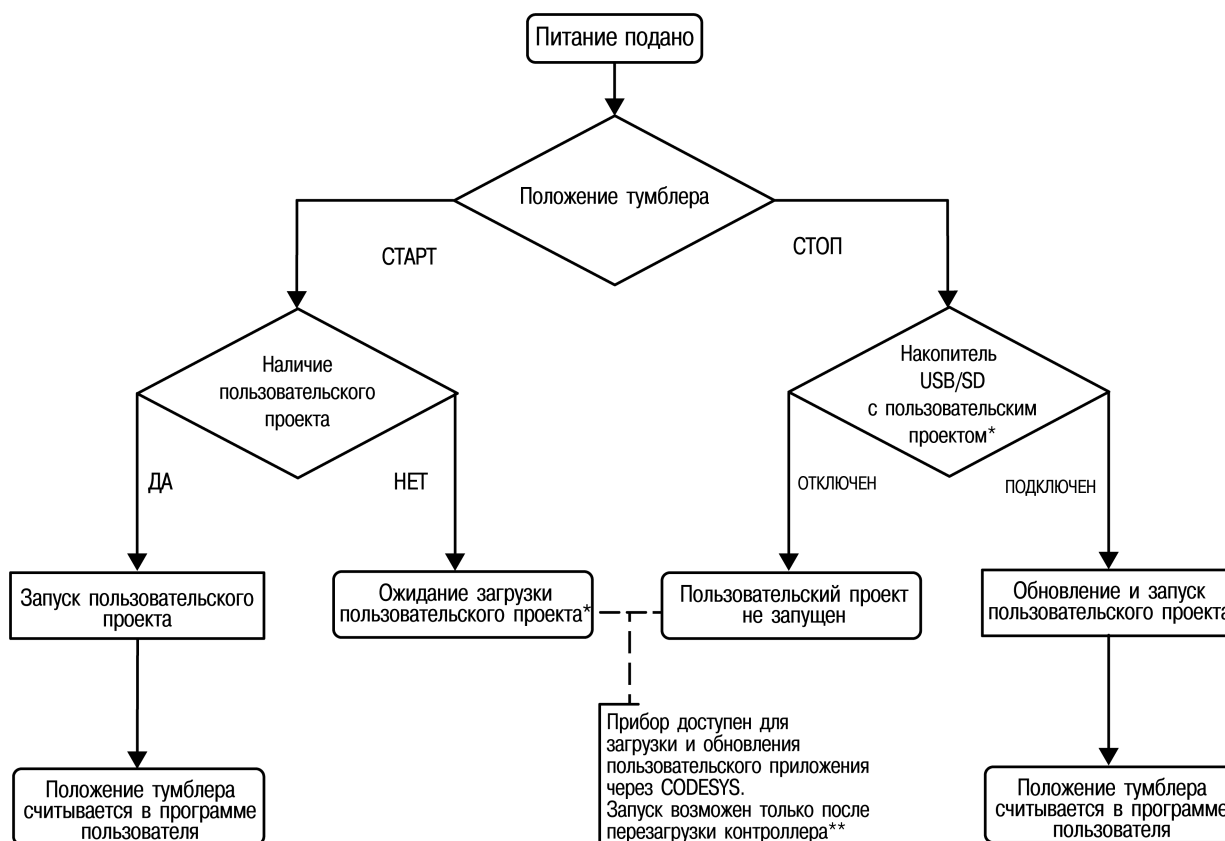 Питание подано
Положение тумблера
СТАРТ
СТОП
Наличие
пользовательского
проекта
Накопитель
USB/SD
с пользовательским
проектом*
ДА
НЕТ
ОТКЛЮЧЕН
ПОДКЛЮЧЕН
Запуск пользовательского
проекта
Ожидание загрузки
пользовательского проекта*
Пользовательский проект
не запущен
Обновление и запуск
пользовательского проекта
Прибор доступен для
загрузки и обновления
пользовательского приложения
через CODESYS.
Запуск возможен только после
перезагрузки контроллера**
Положение тумблера
считывается в программе
пользователя
Положение тумблера
считывается в программе
пользователя